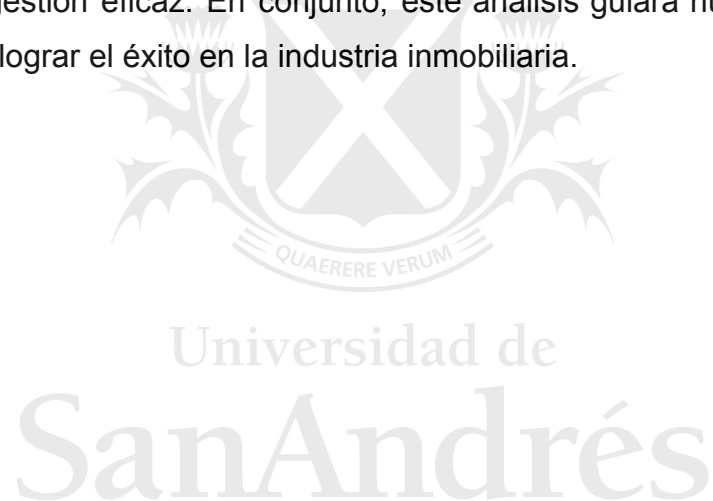 gestión eficaz. En conjunto, este análisis guiará
lograr el éxito en la industria inmobiliaria.
QUAERERE VERUM
Universidad de
SanAndrés